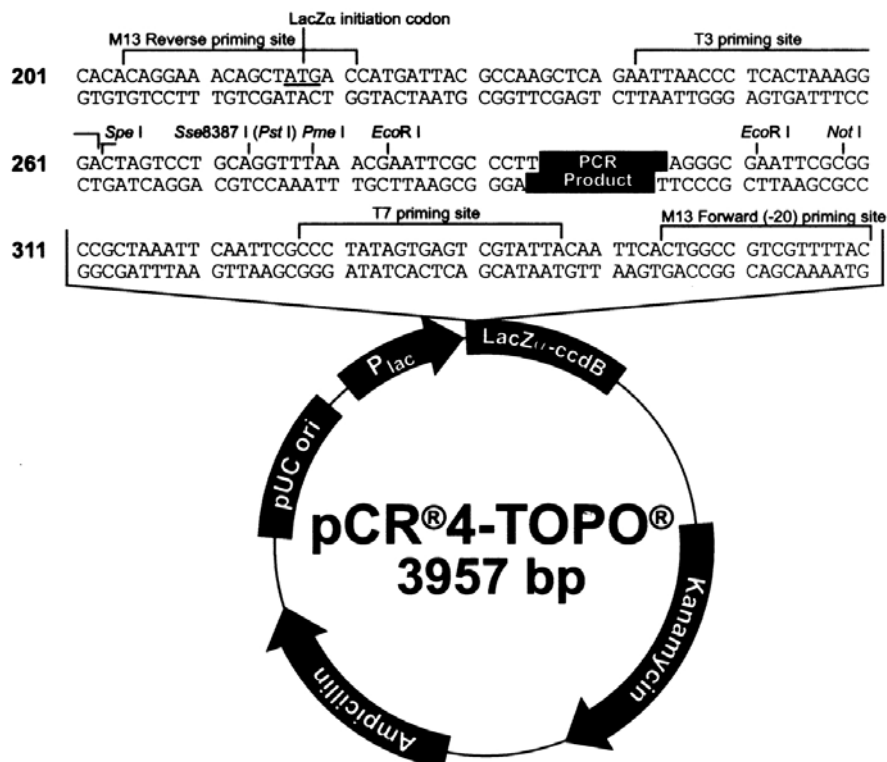 LacZα initiation codon
M13 Reverse priming site T3 priming site
201 CACACAGGAA ACAGCTATGA CCATGATTAC GCCAAGCTCA GAATTAACCC TCACTAAAGG
GTGTGTCCTT TGTCGATACT GGTACTAATG CGGTTCGAGT CTTAATTGGG AGTGATTTCC
Spe I Sse8387 I (Pst I) Pme I EcoR I EcoR I Not I
261 GACTAGTCCT GCAGGTTTAA ACGAATTCGC CCTT PCR AGGGC GAATTCGCGG
CTGATCAGGA CGTCCAAATT TGCTTAAGCG GGA Product TTCCCG CTTAAGCGCC
T7 priming site M13 Forward (-20) priming site
311 CCGCTAAATT CAATTCGCCC TATAGTGAGT CGTATTACAA TTCACTGGCC GTCGTTTTAC
GGCGATTTAA GTTAAGCGGG ATATCACTCA GCATAATGTT AAGTGACCGG CAGCAAAATG
Plac
LacZα-ccdB
pUC ori
pCR®4-TOPO®
3957 bp
Kanamycin
Ampicillin